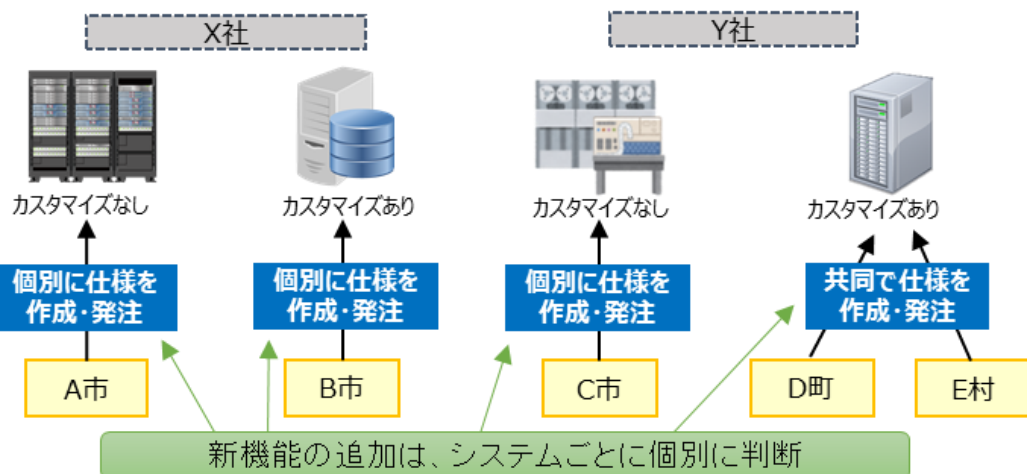 X社
Y社
カスタマイズなし
カスタマイズあり
カスタマイズなし
カスタマイズあり
個別に仕様を
作成・発注
個別に仕様を
作成・発注
個別に仕様を
作成・発注
共同で仕様を
作成・発注
A市
B市
C市
D町
E村
新機能の追加は、システムごとに個別に判断